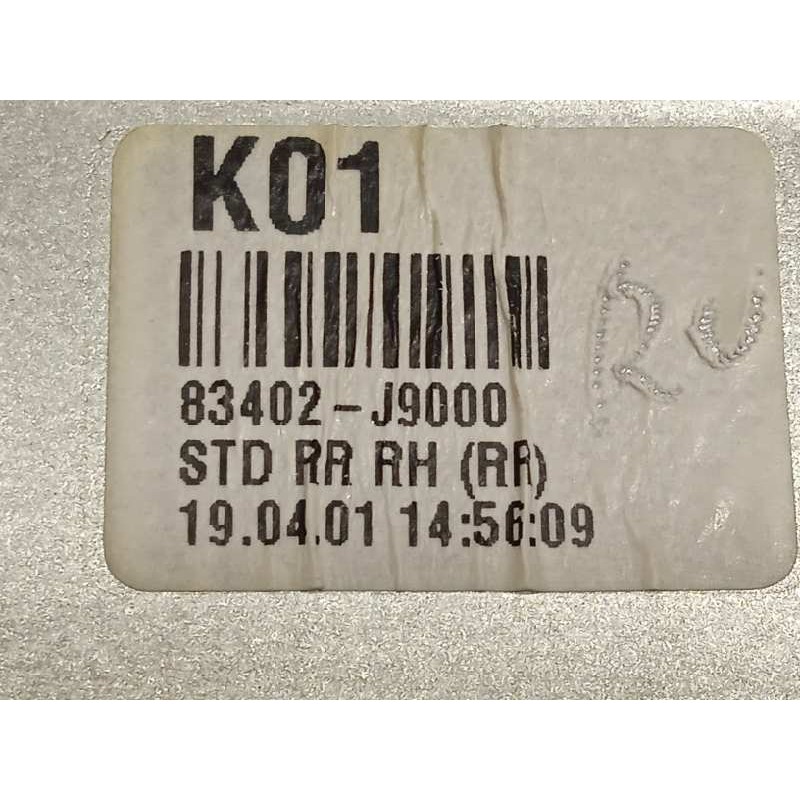 K01
83402-J9000
STD RR RH (RR)
19.04.01 14:56:09